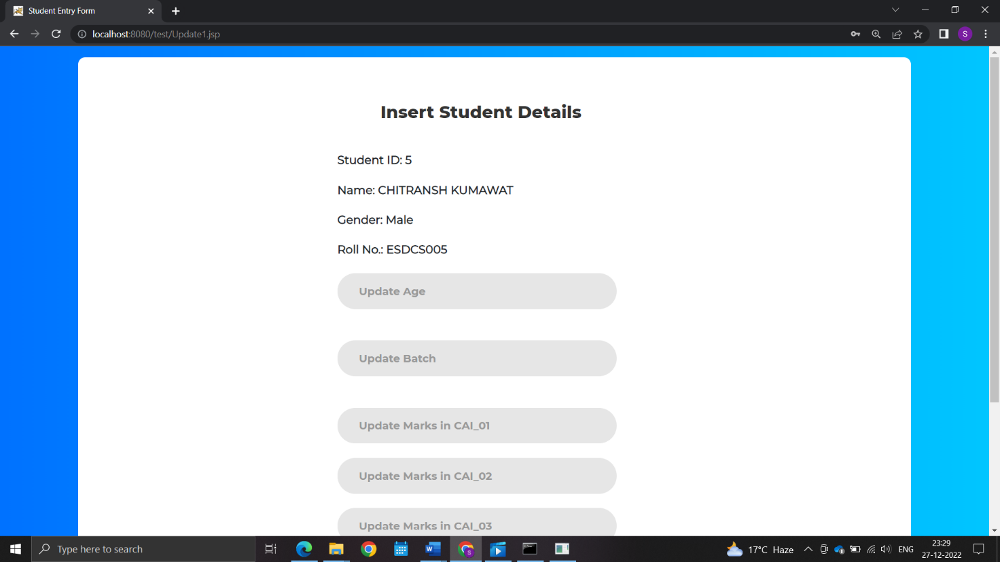 Student Entry Form
localhost:8080/test/Update1.jsp
S
Insert Student Details
Student ID: 5
Name: CHITRANSH KUMAWAT
Gender: Male
Roll No.: ESDCS005
Update Age
Update Batch
Update Marks in CAI_01
Update Marks in CAI_02
Update Marks in CAI_03
Type here to search
W
S
17°C Haze
ENG
23:29
27-12-2022